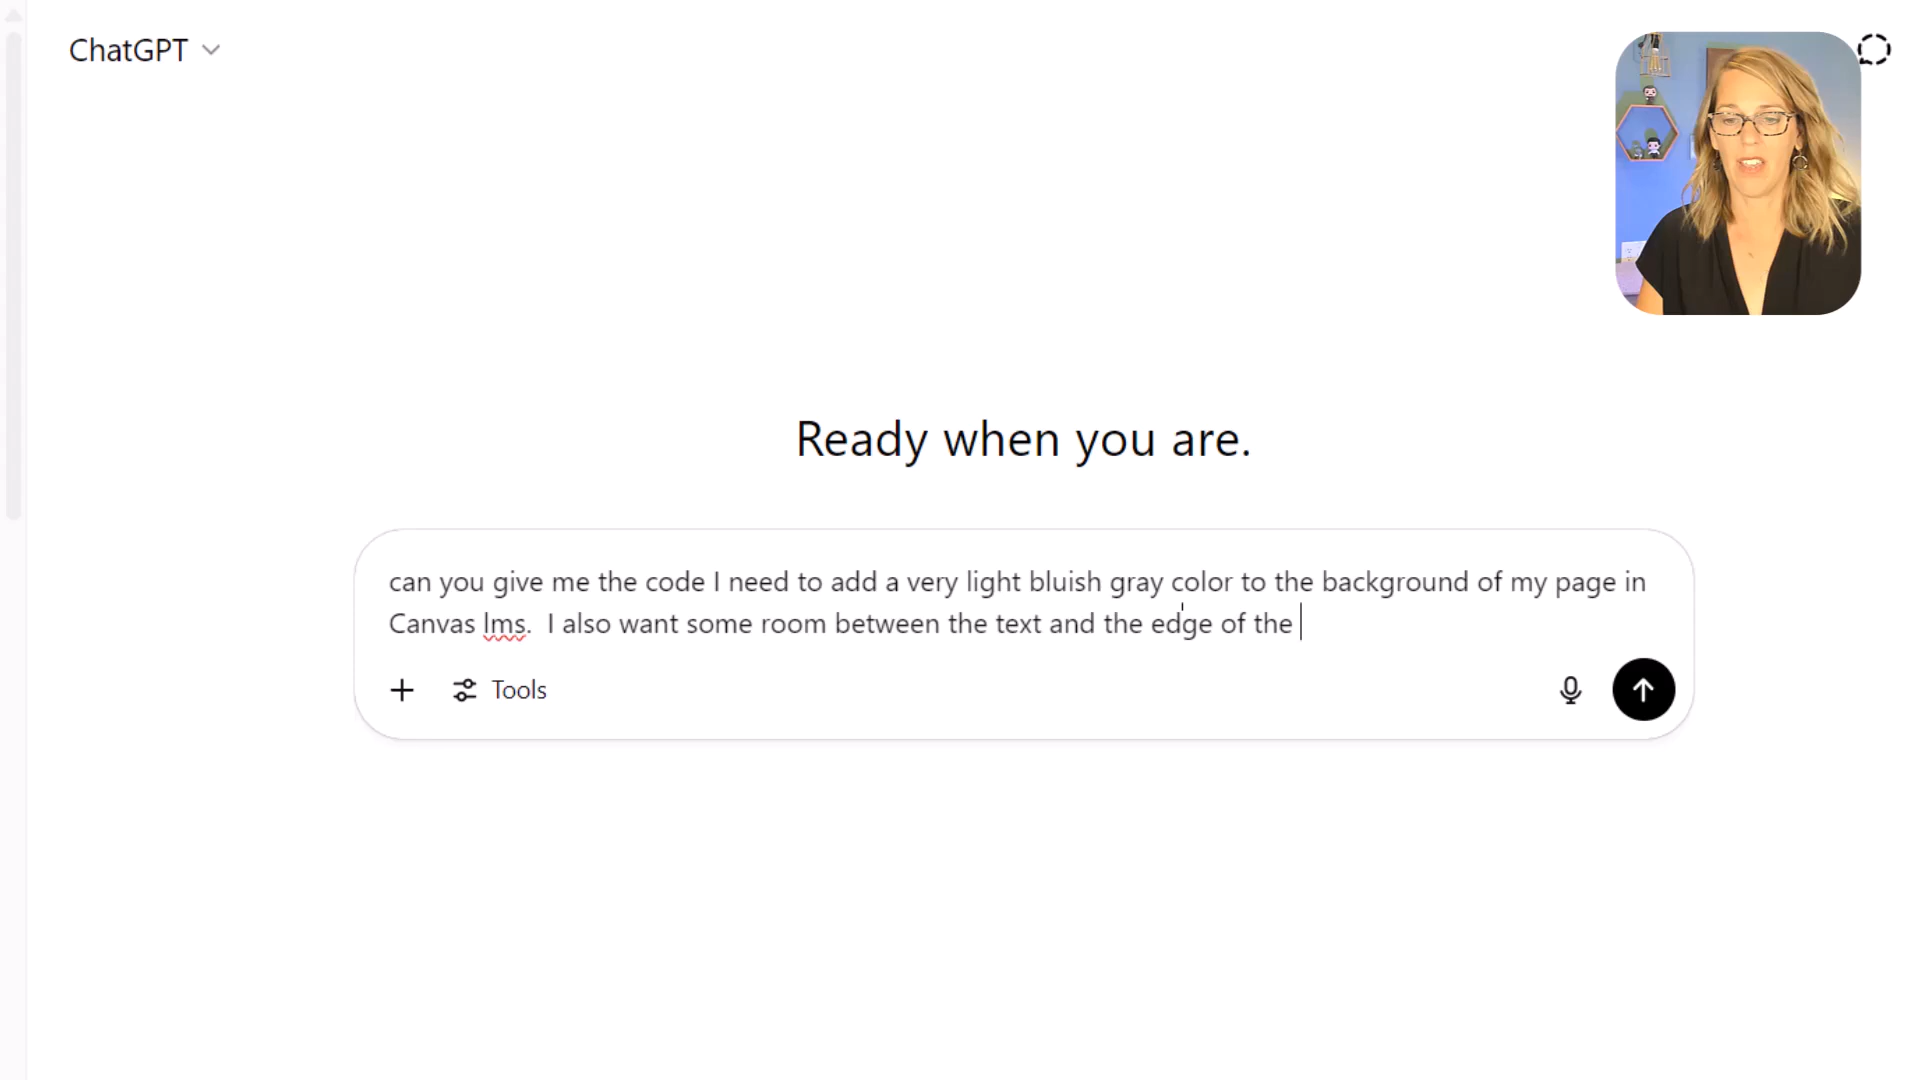 ChatGPT
Ready when you are.
can you give me the code I need to add a very light bluish gray color to the background of my page in
Canvas lms.  I also want some room between the text and the edge of the
Tools